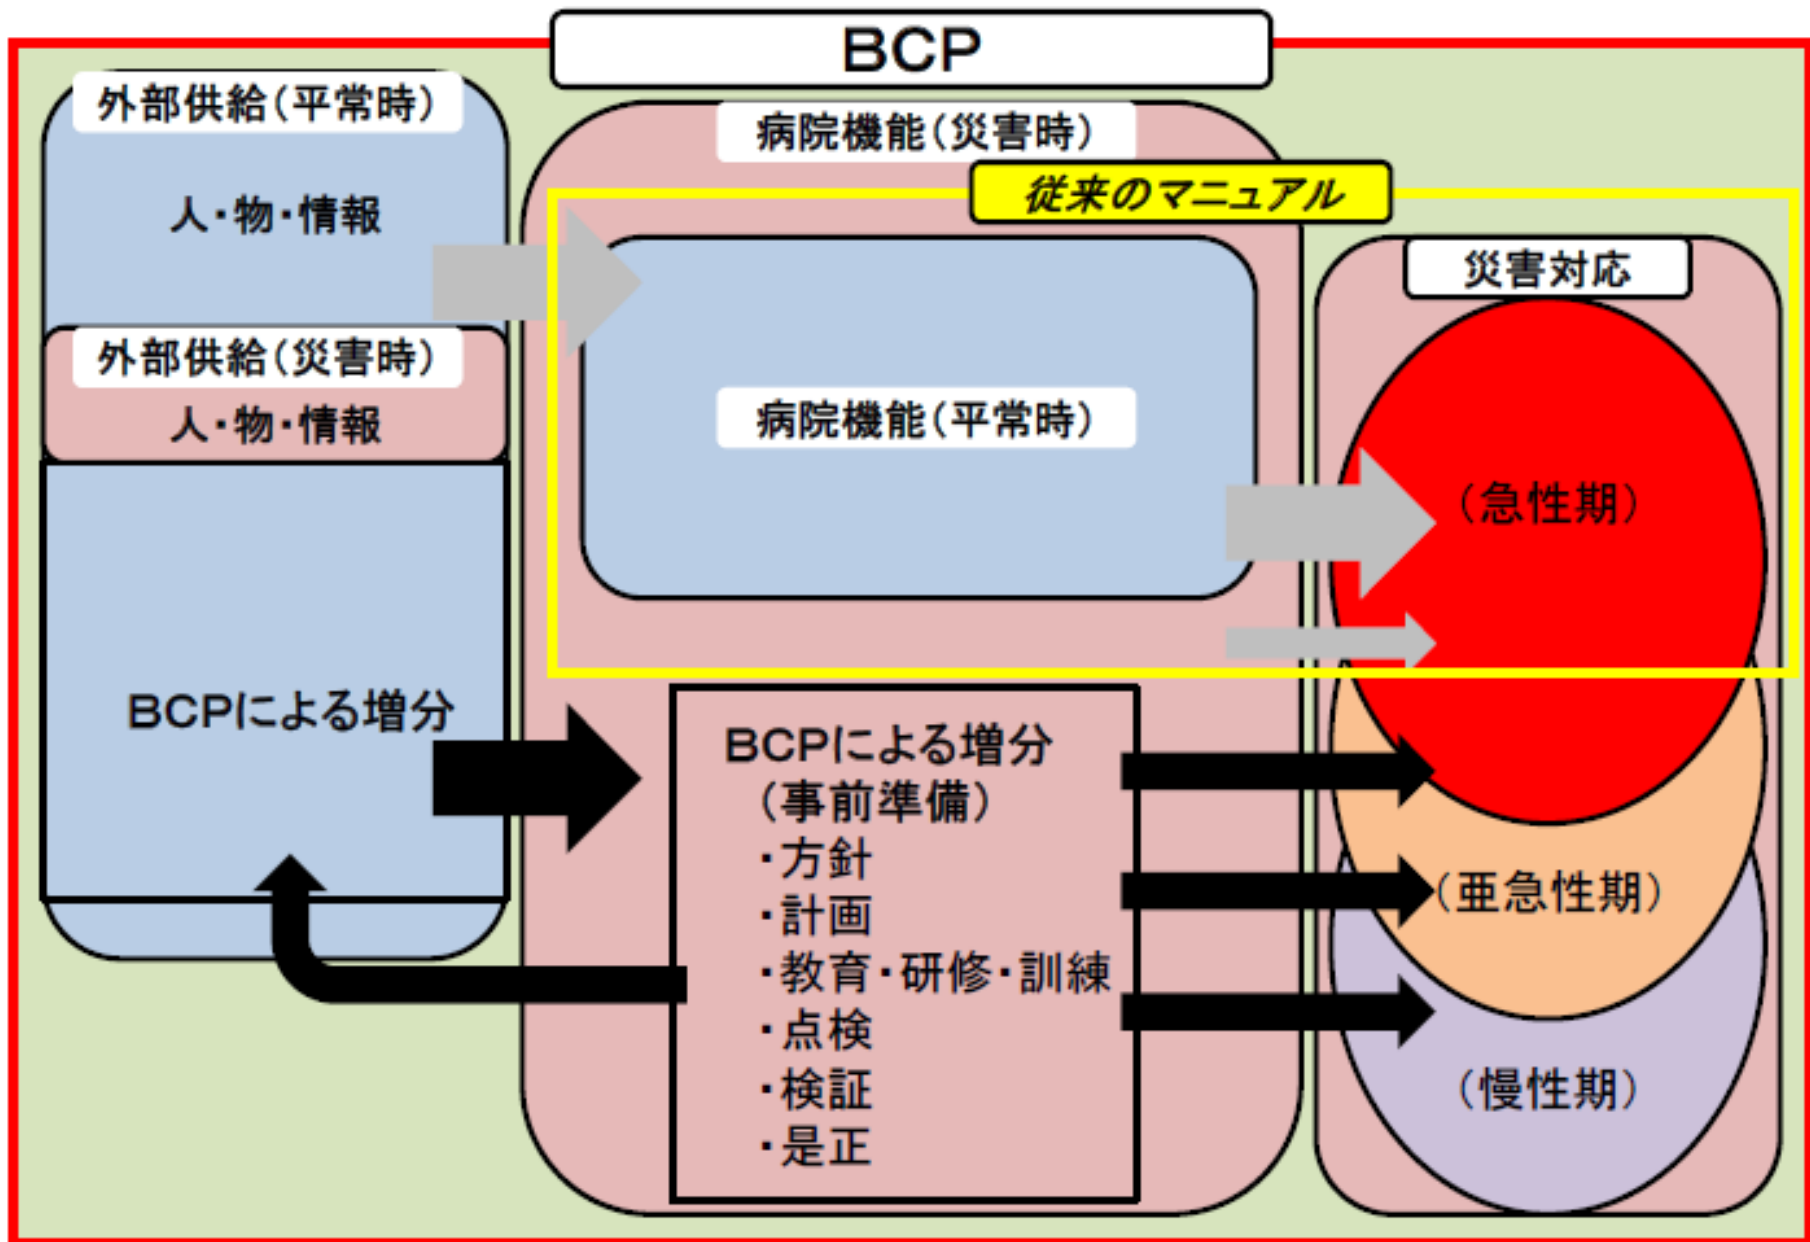 BCP
外部供給（平常時）
人・物・情報
外部供給（災害時）
人・物・情報
BCPによる増分
病院機能（災害時）
従来のマニュアル
病院機能（平常時）
BCPによる増分
（事前準備）
・方針
・計画
・教育・研修・訓練
・点検
・検証
・是正
災害対応
（急性期）
（亜急性期）
（慢性期）